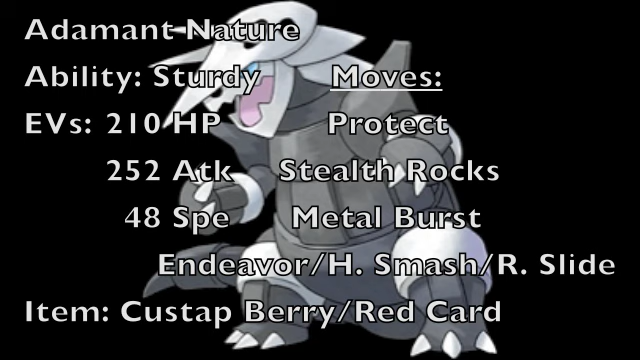 Adamant Nature
Ability: Sturdy Moves:
EVs: 210 HP Protect
252 Atk Stealth Rocks
48 Spe Metal Burst
Endeavor/H. Smash/R. Slide
Item: Custap Berry/Red Card